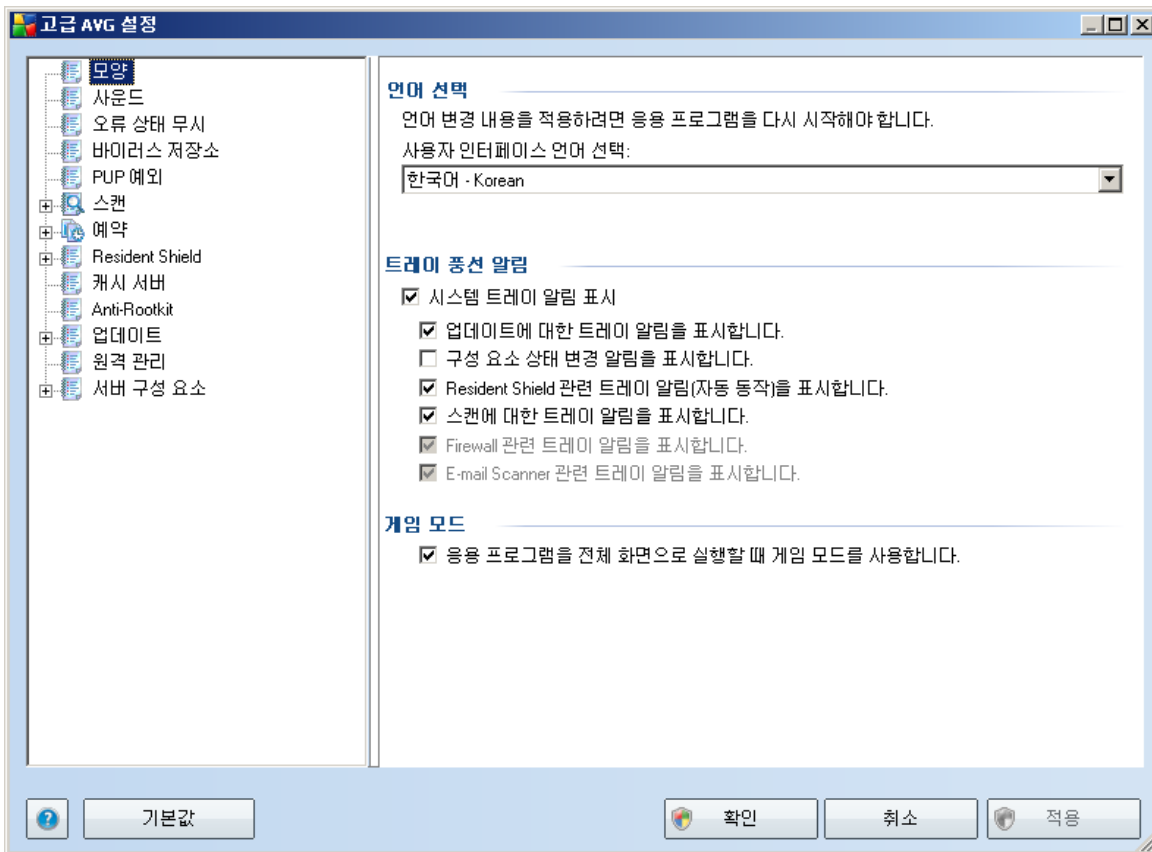 고급 AVG 설정
모양
사운드
오류 상태 무시
바이러스 저장소
PUP 예외
스캔
예약
Resident Shield
캐시 서버
Anti-Rootkit
업데이트
원격 관리
서버 구성 요소
언어 선택
언어 변경 내용을 적용하려면 응용 프로그램을 다시 시작해야 합니다.
사용자 인터페이스 언어 선택:
한국어 - Korean
트레이 풍선 알림
시스템 트레이 알림 표시
업데이트에 대한 트레이 알림을 표시합니다.
구성 요소 상태 변경 알림을 표시합니다.
Resident Shield 관련 트레이 알림(자동 동작)을 표시합니다.
스캔에 대한 트레이 알림을 표시합니다.
Firewall 관련 트레이 알림을 표시합니다.
E-mail Scanner 관련 트레이 알림을 표시합니다.
게임 모드
응용 프로그램을 전체 화면으로 실행할 때 게임 모드를 사용합니다.
기본값
확인
취소
적용